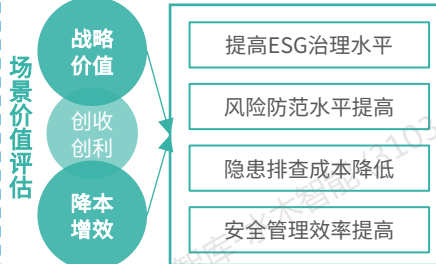 场景价值评估
战略
价值
创收
创利
降本
增效
提高ESG治理水平
风险防范水平提高
隐患排查成本降低
安全管理效率提高